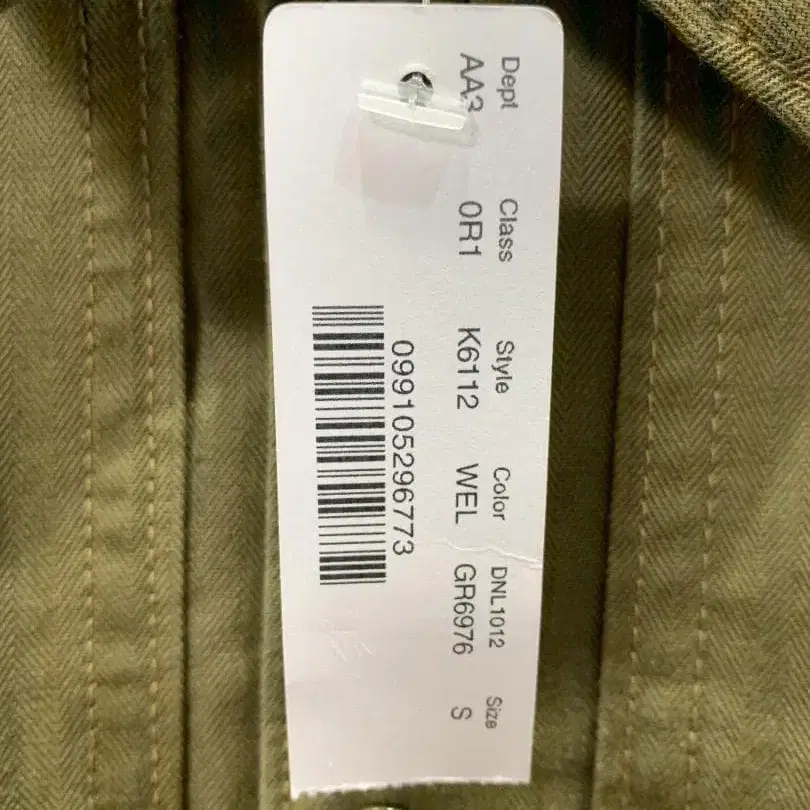 Dept Class Style Color DNL1012 Size
AA3 0R1 K6112 WEL GR6976 S
099105296773